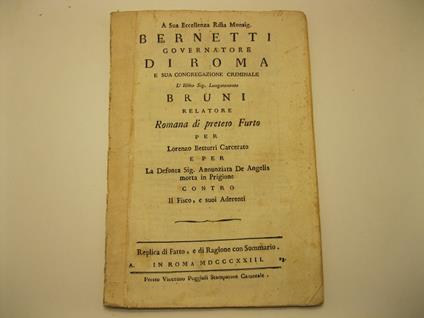 A Sua Eccellenza Rma Monsig.
BERNETTI
GOVERNATORE
DI ROMA
E SUA CONGREGAZIONE CRIMINALE
L' Illmo Sig. Luogotenente
BRUNI
RELATORE
Romana di preteso Furto
PER
Lorenzo Betturri Carcerato
E PER
La Defonta Sig. Annunziata De Angelis
morta in Prigione
CONTRO
Il Fisco, e suoi Aderenti
Replica di Fatto, e di Ragione con Sommario.
A. IN ROMA MDCCCXXIII. 23.
Presso Vincenzo Poggioli Stampatore Camerale.